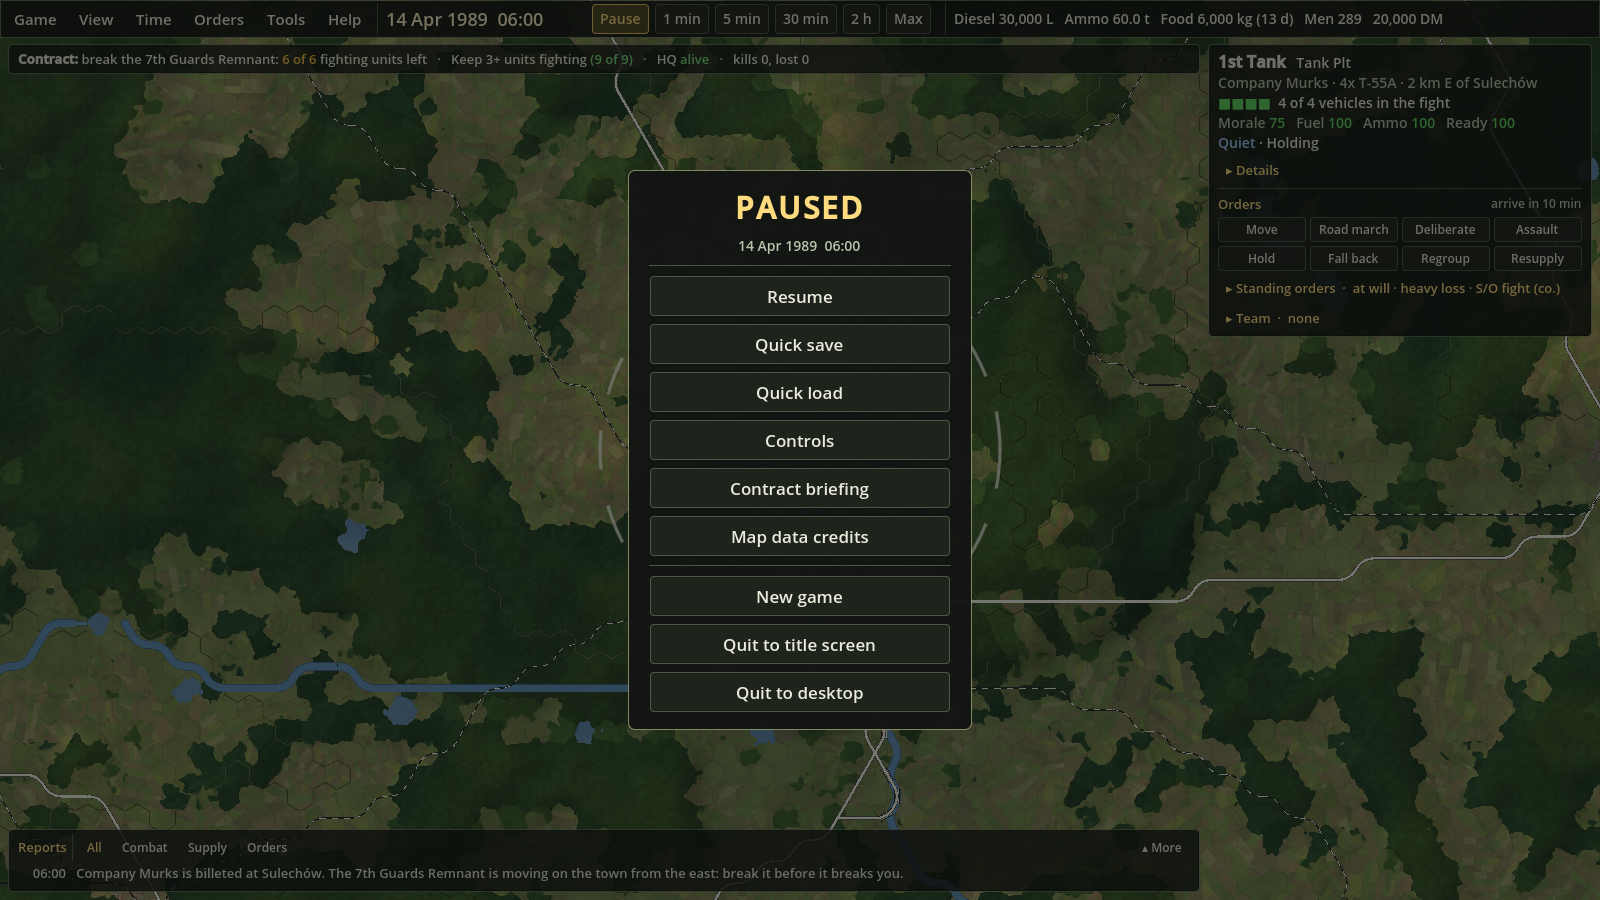 Game View Time Orders Tools Help 14 Apr 1989 06:00 Pause 1 min 5 min 30 min 2 h Max Diesel 30,000 L Ammo 60.0 t Food 6,000 kg (13 d) Men 289 20,000 DM
Contract: break the 7th Guards Remnant: 6 of 6 fighting units left · Keep 3+ units fighting (9 of 9) · HQ alive · kills 0, lost 0
1st Tank Tank Plt
Company Murks · 4x T-55A · 2 km E of Sulechów
4 of 4 vehicles in the fight
Morale 75 Fuel 100 Ammo 100 Ready 100
Quiet · Holding
▸ Details
Orders arrive in 10 min
Move Road march Deliberate Assault
Hold Fall back Regroup Resupply
▸ Standing orders · at will · heavy loss · S/O fight (co.)
▸ Team · none
PAUSED
14 Apr 1989 06:00
Resume
Quick save
Quick load
Controls
Contract briefing
Map data credits
New game
Quit to title screen
Quit to desktop
Reports All Combat Supply Orders ▴ More
06:00 Company Murks is billeted at Sulechów. The 7th Guards Remnant is moving on the town from the east: break it before it breaks you.